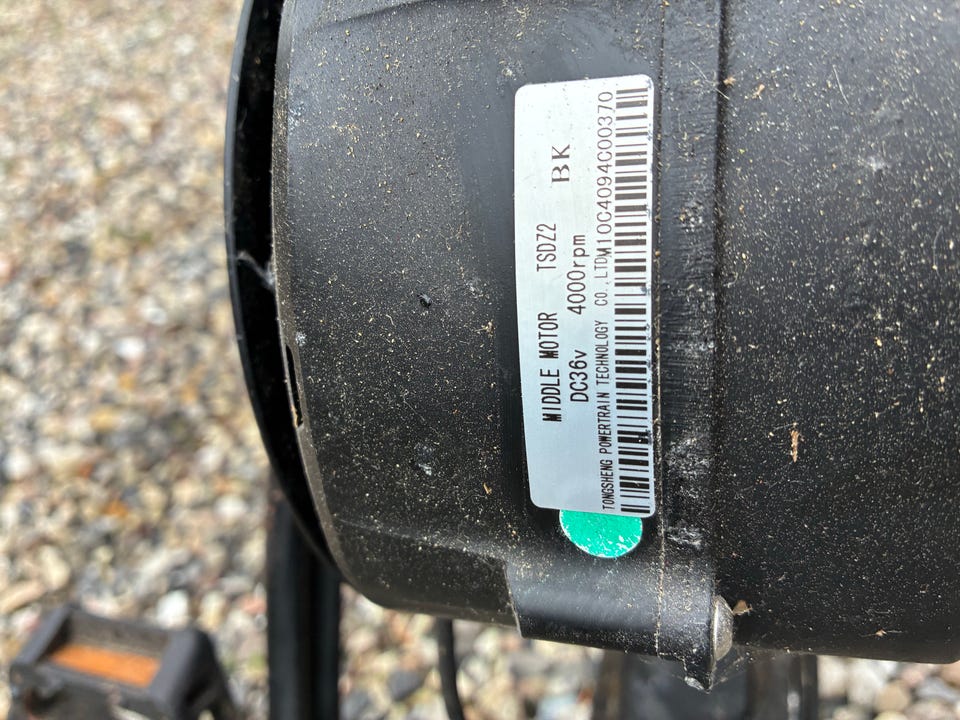 MIDDLE MOTOR TSDZ2 BK
DC36v 4000rpm
TONGSHENG POWERTRAIN TECHNOLOGY CO.,LTD M10C4094C00370